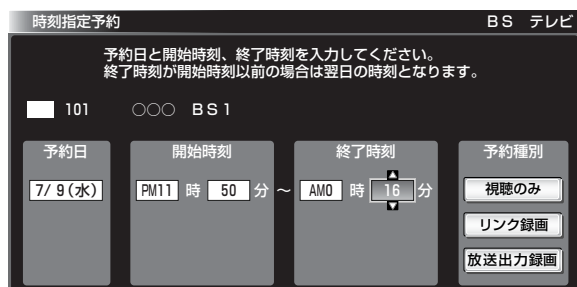 時刻指定予約 BS テレビ
予約日と開始時刻、終了時刻を入力してください。
終了時刻が開始時刻以前の場合は翌日の時刻となります。
101 ○○○ BS1
予約日 開始時刻 終了時刻 予約種別
7/ 9(水) PM11 時 50 分 ~ AM0 時 16 分 視聴のみ
リンク録画
放送出力録画